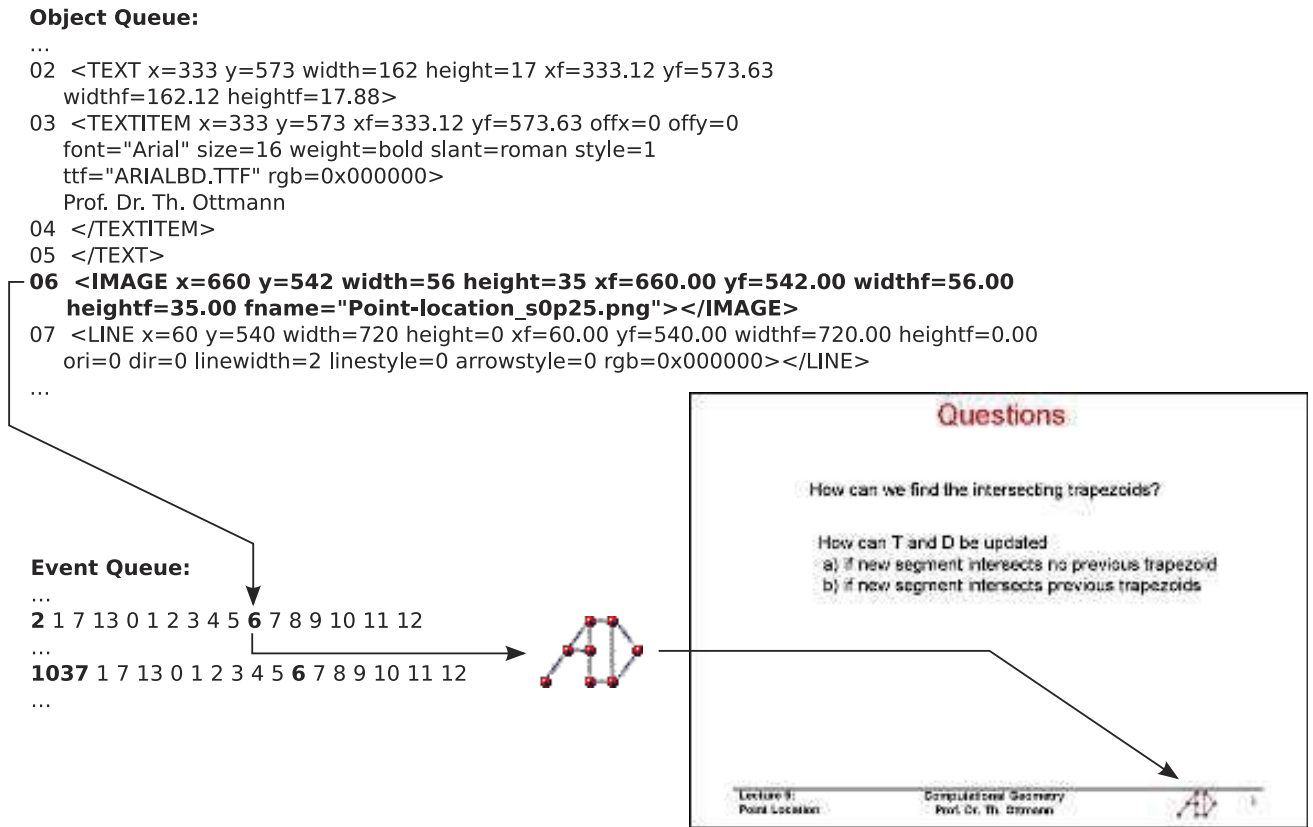 Object Queue:
...
02 <TEXT x=333 y=573 width=162 height=17 xf=333.12 yf=573.63
widthf=162.12 heightf=17.88>
03 <TEXTITEM x=333 y=573 xf=333.12 yf=573.63 offx=0 offy=0
font="Arial" size=16 weight=bold slant=roman style=1
ttf="ARIALBD.TTF" rgb=0x000000>
Prof. Dr. Th. Ottmann
04 </TEXTITEM>
05 </TEXT>
06 <IMAGE x=660 y=542 width=56 height=35 xf=660.00 yf=542.00 widthf=56.00
heightf=35.00 fname="Point-location_s0p25.png"></IMAGE>
07 <LINE x=60 y=540 width=720 height=0 xf=60.00 yf=540.00 widthf=720.00 heightf=0.00
ori=0 dir=0 linewidth=2 linestyle=0 arrowstyle=0 rgb=0x000000></LINE>
...
Event Queue:
...
2 1 7 13 0 1 2 3 4 5 6 7 8 9 10 11 12
...
1037 1 7 13 0 1 2 3 4 5 6 7 8 9 10 11 12
...
Questions
How can we find the intersecting trapezoids?
How can T and D be updated
a) if new segment intersects no previous trapezoid
b) if new segment intersects previous trapezoids
Lecture 9:
Point Location
Computational Geometry
Prof. Dr. Th. Ottmann